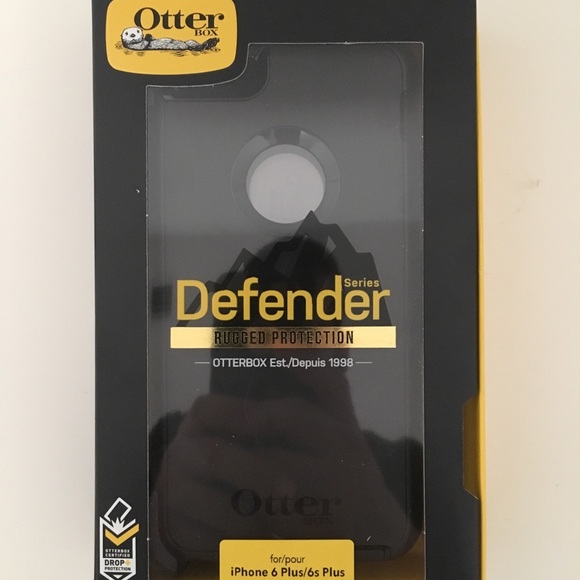 Otter
BOX
Series
Defender
RUGGED PROTECTION
OTTERBOX Est./Depuis 1998
Otter
BOX
OTTERBOX
CERTIFIED
DROP+
PROTECTION
for/pour
iPhone 6 Plus/6s Plus